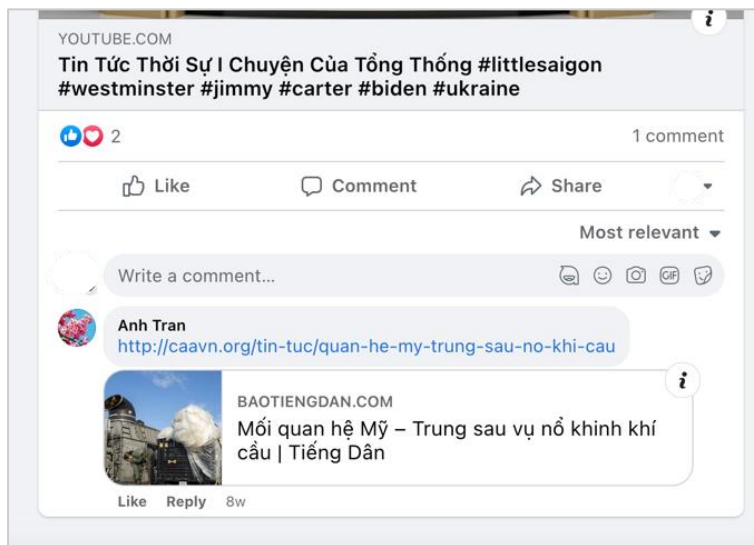 YOUTUBE.COM
Tin Tức Thời Sự I Chuyện Của Tổng Thống #littlesaigon
#westminster #jimmy #carter #biden #ukraine
2
1 comment
Like
Comment
Share
Most relevant
Write a comment...
GIF
Anh Tran
http://caavn.org/tin-tuc/quan-he-my-trung-sau-no-khi-cau
BAOTIENGDAN.COM
Mối quan hệ Mỹ – Trung sau vụ nổ khinh khí
cầu | Tiếng Dân
Like Reply 8w